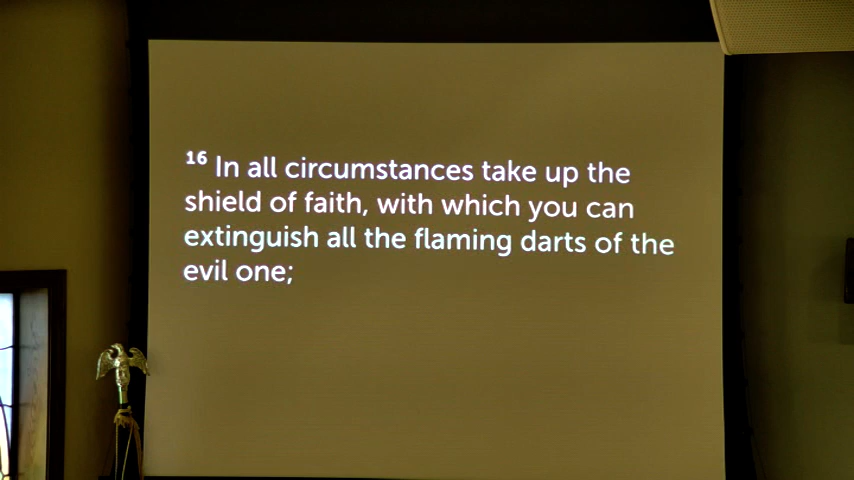 16 In all circumstances take up the
shield of faith, with which you can
extinguish all the flaming darts of the
evil one;